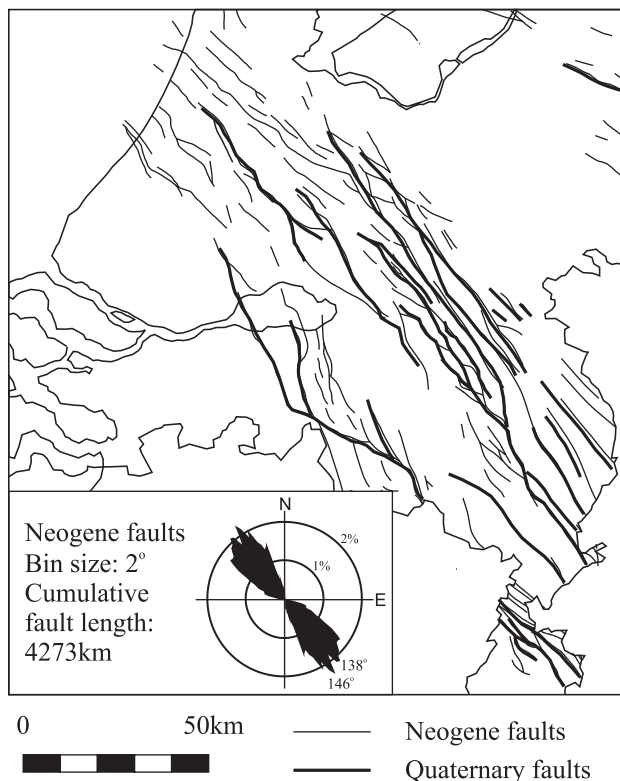 Neogene faults
Bin size: 2°
Cumulative
fault length:
4273km
N
2%
1%
E
138°
146°
0 50km
Neogene faults
Quaternary faults